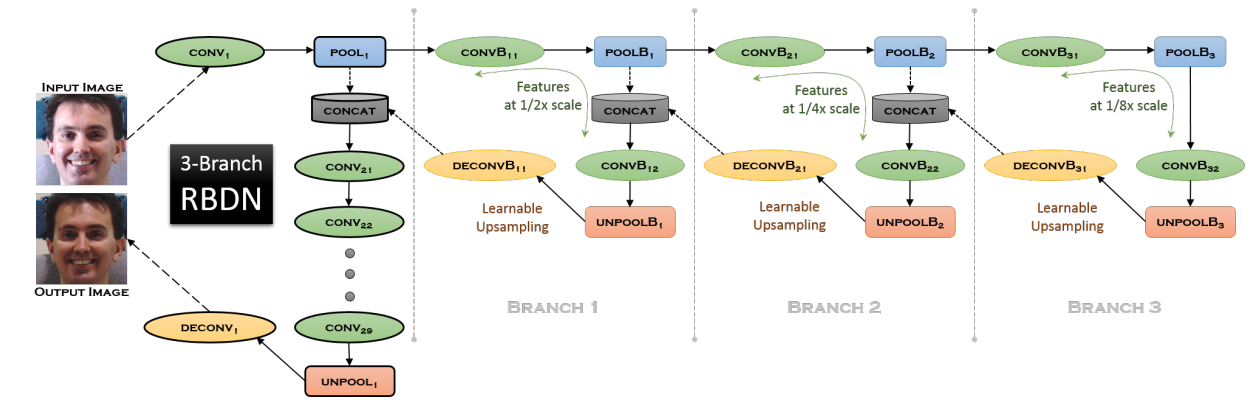 CONV1 POOL1 CONVB11 POOLB1 CONVB21 POOLB2 CONVB31 POOLB3
INPUT IMAGE
Features
at 1/2x scale
Features
at 1/4x scale
Features
at 1/8x scale
CONCAT CONCAT CONCAT
3-Branch
RBDN
CONV21 DECONVB11 CONVB12 DECONVB21 CONVB22 DECONVB31 CONVB32
CONV22
Learnable
Upsampling
UNPOOLB1
Learnable
Upsampling
UNPOOLB2
Learnable
Upsampling
UNPOOLB3
OUTPUT IMAGE
BRANCH 1 BRANCH 2 BRANCH 3
DECONV1 CONV29
UNPOOL1